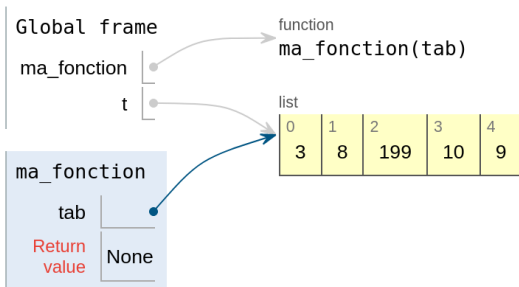 Global frame
ma_fonction
t
function
ma_fonction(tab)
list
0 1 2 3 4
3 8 199 10 9
ma_fonction
tab
Return
value
None